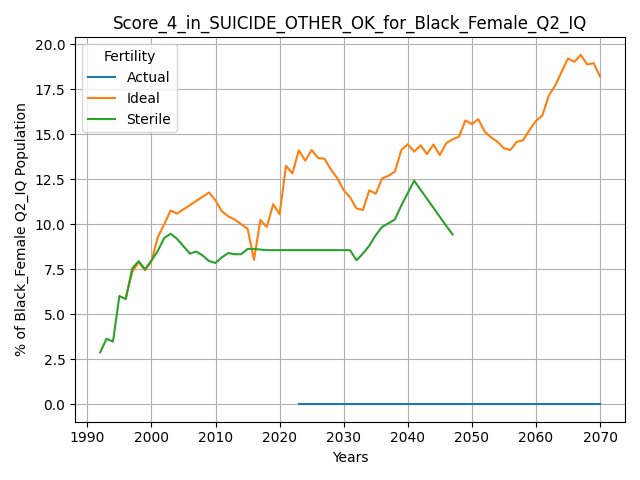 Score_4_in_SUICIDE_OTHER_OK_for_Black_Female_Q2_IQ
Fertility
Actual
Ideal
Sterile
% of Black_Female Q2_IQ Population
20.0
17.5
15.0
12.5
10.0
7.5
5.0
2.5
0.0
1990 2000 2010 2020 2030 2040 2050 2060 2070
Years